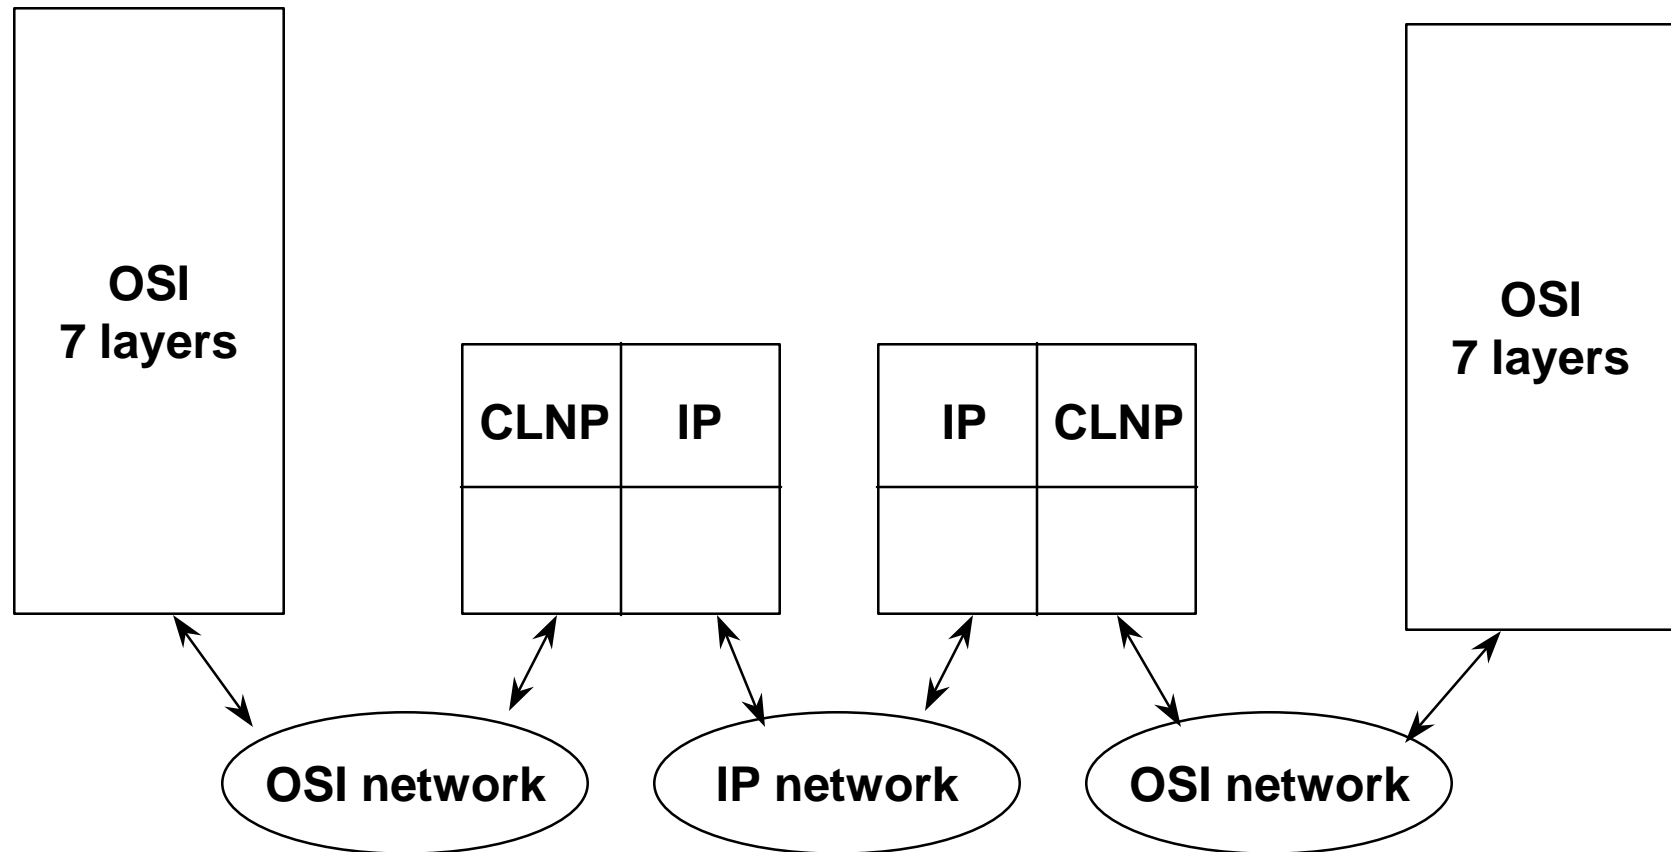 OSI
7 layers
OSI
7 layers
CLNP IP
IP CLNP
OSI network
IP network
OSI network